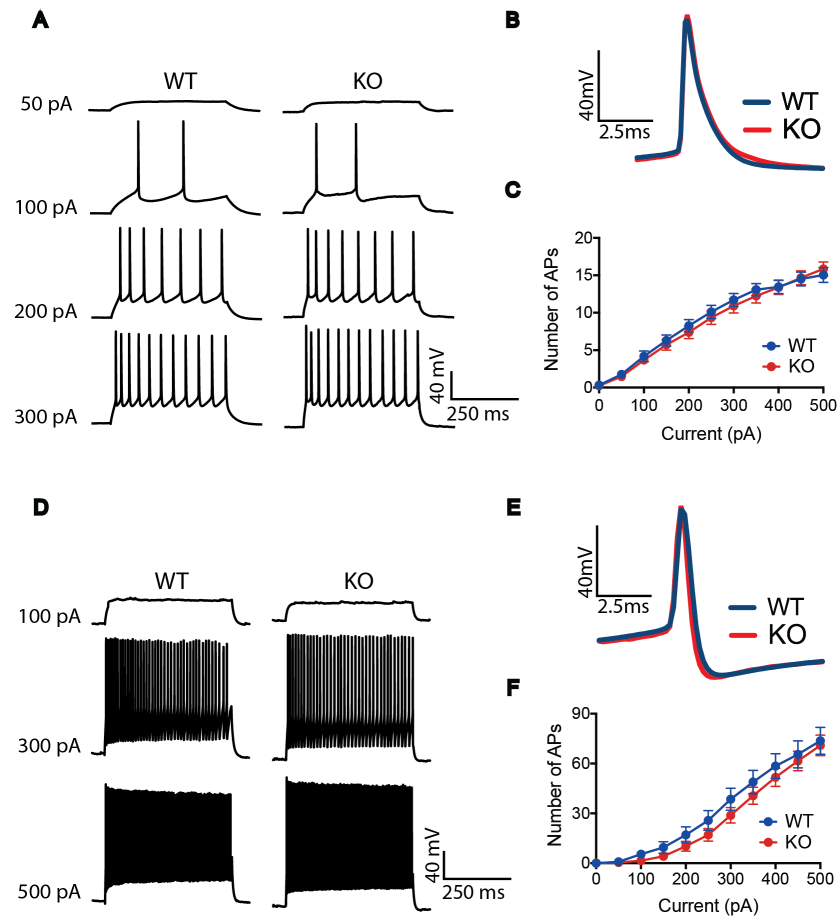 A
WT KO
50 pA
100 pA
200 pA
300 pA
40 mV
250 ms
B
40mV
2.5ms
WT
KO
C
Number of APs
20
15
10
5
0
0 100 200 300 400 500
Current (pA)
WT
KO
D
WT KO
100 pA
300 pA
500 pA
40 mV
250 ms
E
40mV
2.5ms
WT
KO
F
Number of APs
90
60
30
0
0 100 200 300 400 500
Current (pA)
WT
KO